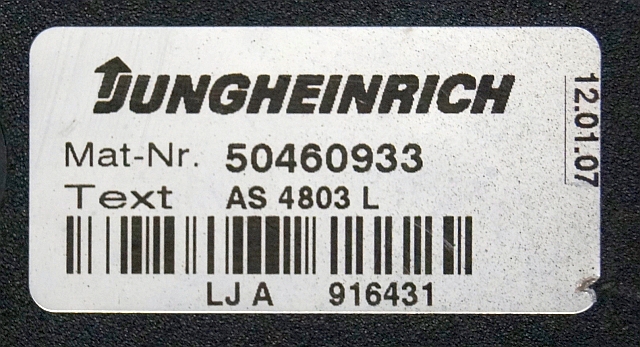 JUNGHEINRICH
Mat-Nr. 50460933
Text AS 4803 L
LJ A 916431
12.01.07